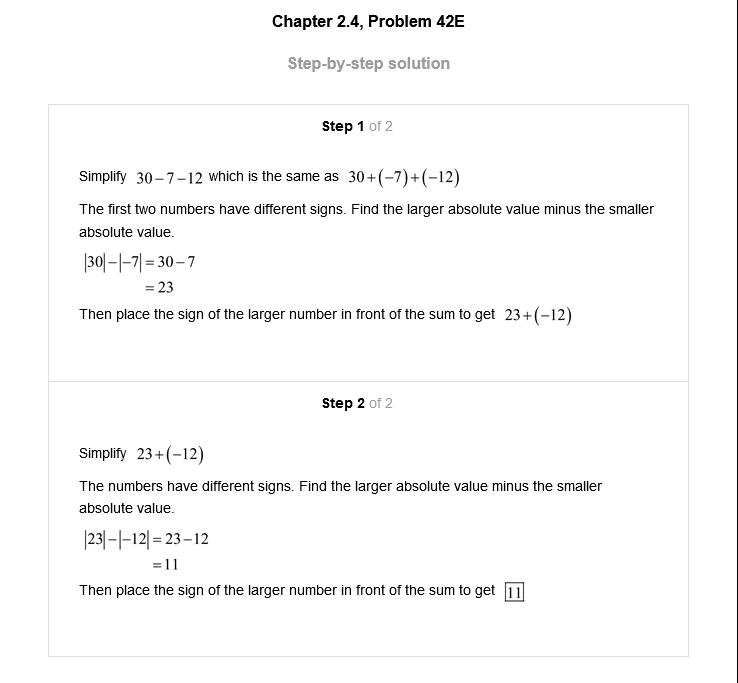 Chapter 2.4, Problem 42E
Step-by-step solution
Step 1 of 2
Simplify 30−7−12 which is the same as 30+(−7)+(−12)
The first two numbers have different signs. Find the larger absolute value minus the smaller
absolute value.
|30|−|−7|=30−7
=23
Then place the sign of the larger number in front of the sum to get 23+(−12)
Step 2 of 2
Simplify 23+(−12)
The numbers have different signs. Find the larger absolute value minus the smaller
absolute value.
|23|−|−12|=23−12
=11
Then place the sign of the larger number in front of the sum to get 11